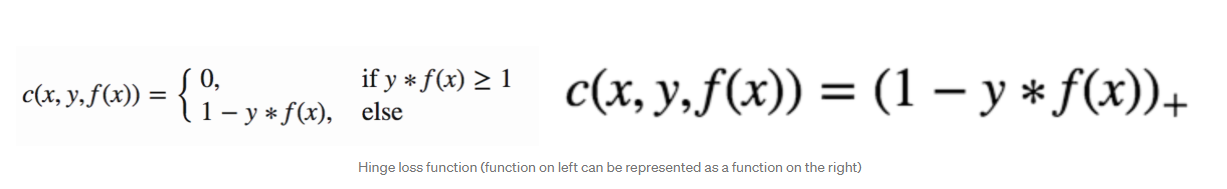 c(x, y, f(x)) = { 0, if y * f(x) ≥ 1
1 − y * f(x), else
c(x, y, f(x)) = (1 − y * f(x))₊
Hinge loss function (function on left can be represented as a function on the right)